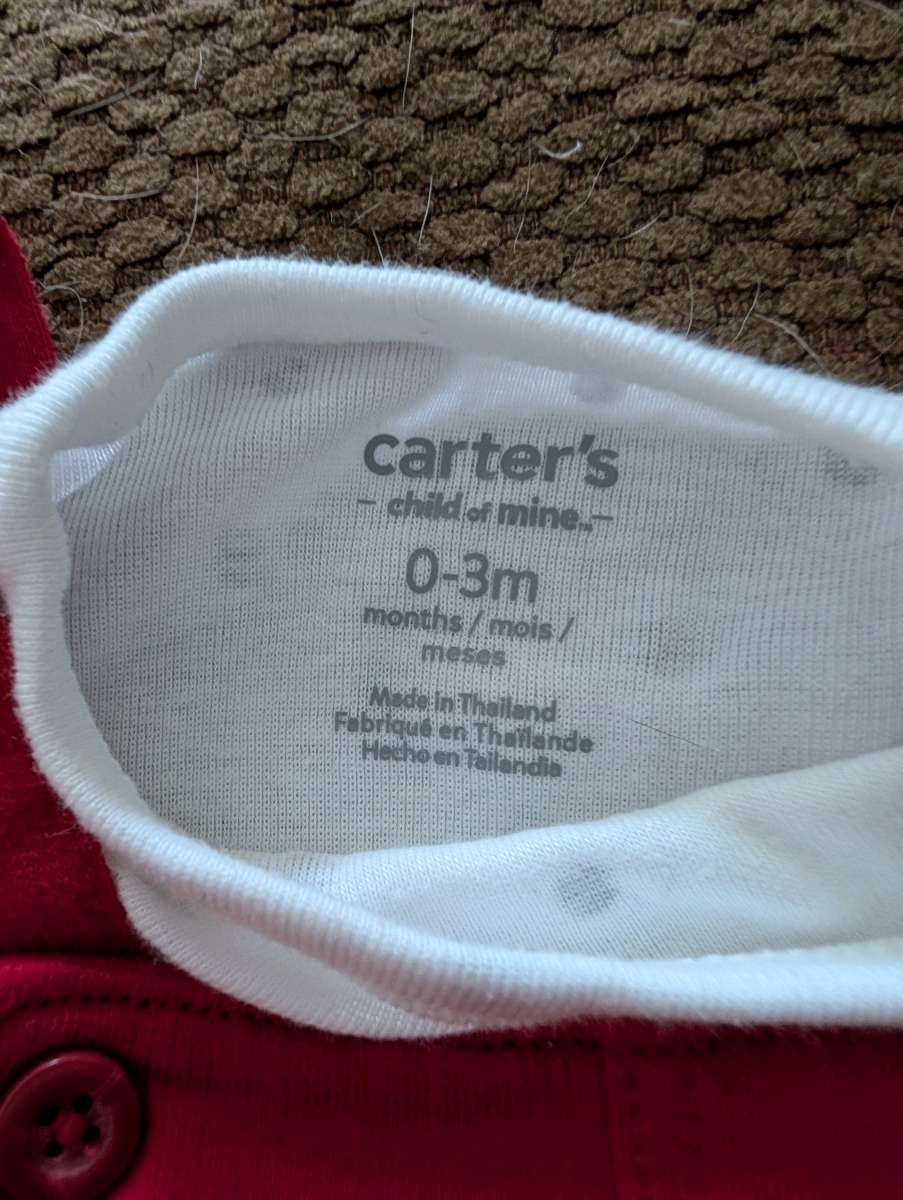 carter's
- child of mine. -
0-3m
months / mois /
meses
Made in Thailand
Fabriqué en Thaïlande
Hecho en Tailandia